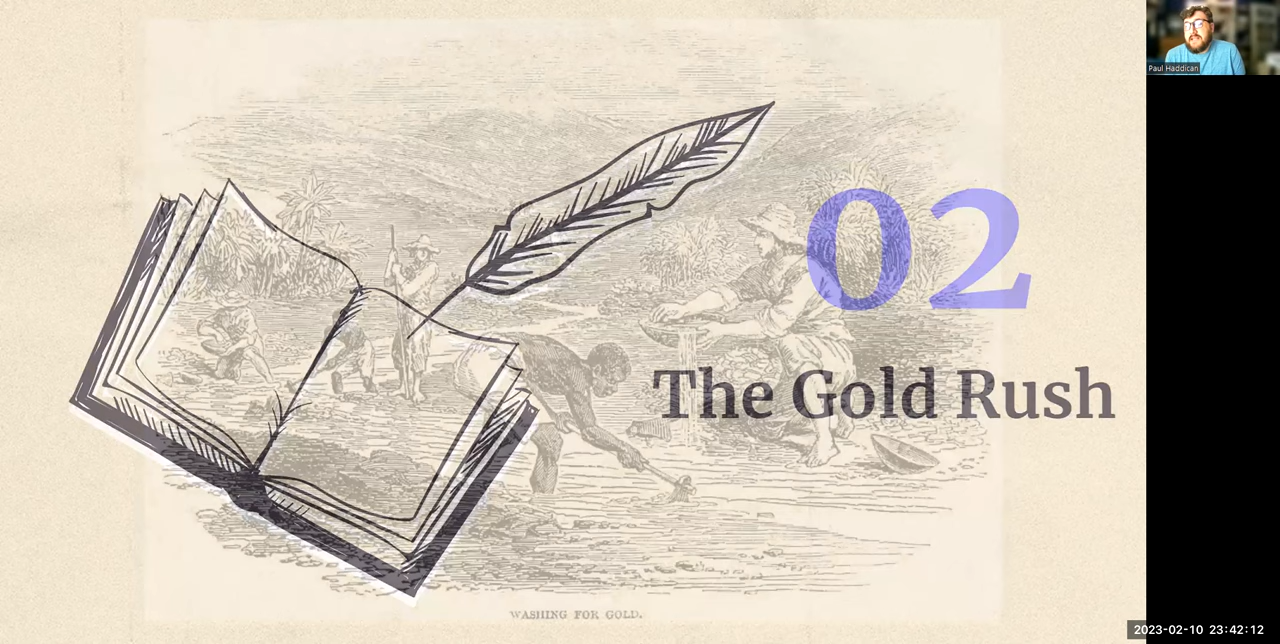 Paul Haddican
02
The Gold Rush
WASHING FOR GOLD.
2023-02-10 23:42:12